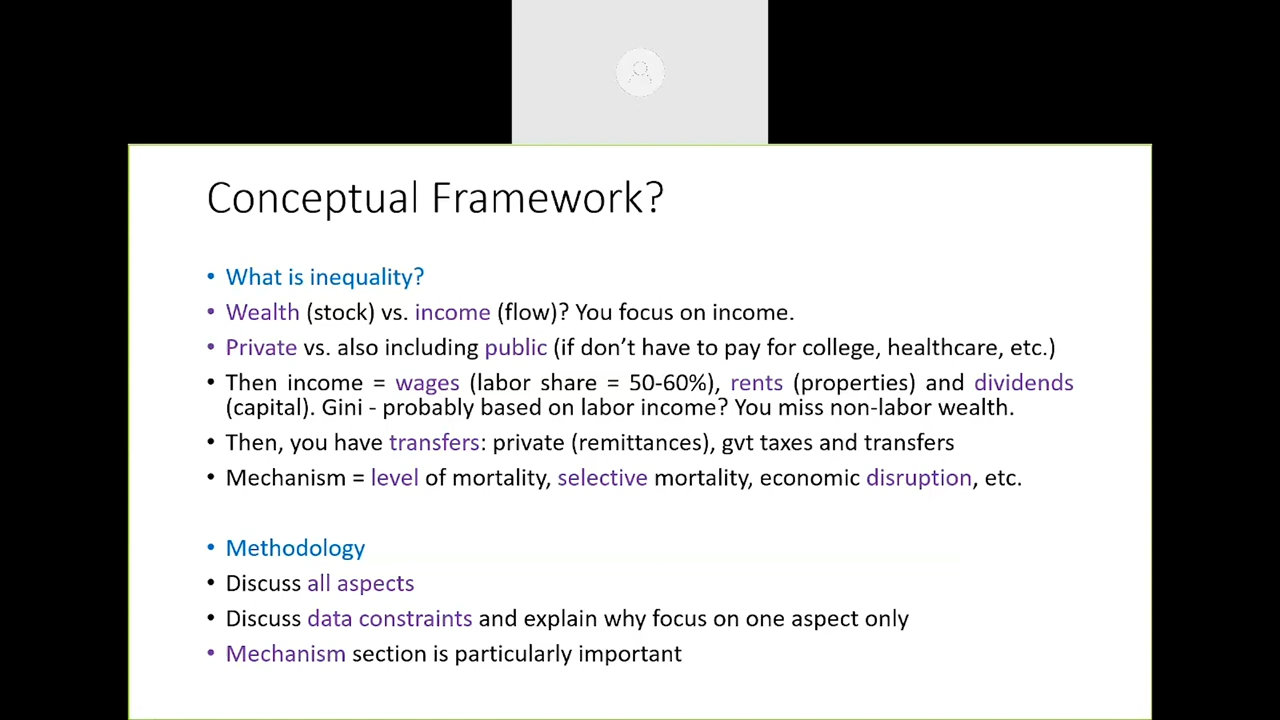 Conceptual Framework?
• What is inequality?
• Wealth (stock) vs. income (flow)? You focus on income.
• Private vs. also including public (if don’t have to pay for college, healthcare, etc.)
• Then income = wages (labor share = 50-60%), rents (properties) and dividends
(capital). Gini - probably based on labor income? You miss non-labor wealth.
• Then, you have transfers: private (remittances), gvt taxes and transfers
• Mechanism = level of mortality, selective mortality, economic disruption, etc.
• Methodology
• Discuss all aspects
• Discuss data constraints and explain why focus on one aspect only
• Mechanism section is particularly important